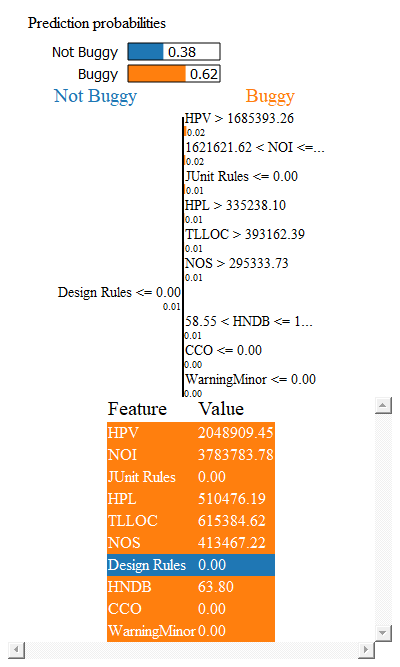 Prediction probabilities
Not Buggy 0.38
Buggy 0.62
Not Buggy Buggy
HPV > 1685393.26
0.02
1621621.62 < NOI <=...
0.02
JUnit Rules <= 0.00
0.01
HPL > 335238.10
0.01
TLLOC > 393162.39
0.01
NOS > 295333.73
0.01
Design Rules <= 0.00
0.01
58.55 < HNDB <= 1...
0.01
CCO <= 0.00
0.00
WarningMinor <= 0.00
0.00
Feature Value
HPV 2048909.45
NOI 3783783.78
JUnit Rules 0.00
HPL 510476.19
TLLOC 615384.62
NOS 413467.22
Design Rules 0.00
HNDB 63.80
CCO 0.00
WarningMinor 0.00